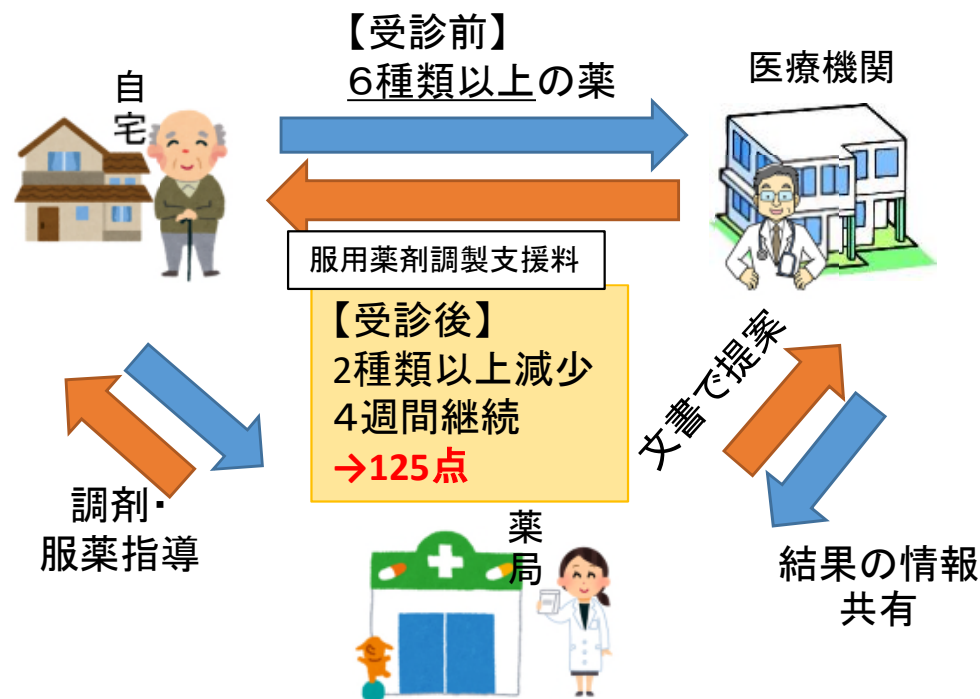 【受診前】
６種類以上の薬
自宅
医療機関
服用薬剤調製支援料
【受診後】
2種類以上減少
４週間継続
→125点
文書で提案
調剤・
服薬指導
薬局
結果の情報
共有